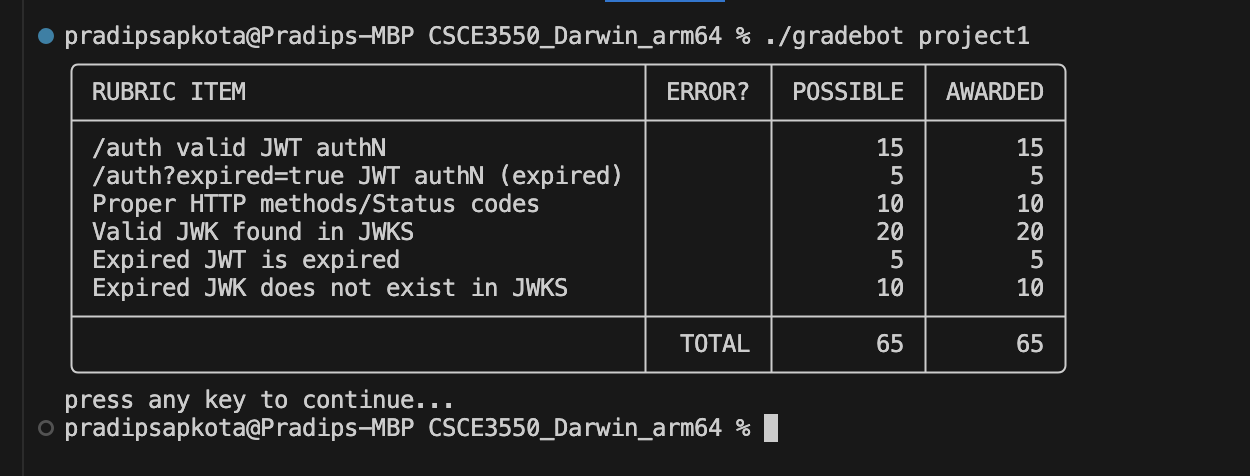 pradipsapkota@Pradips-MBP CSCE3550_Darwin_arm64 % ./gradebot project1
RUBRIC ITEM ERROR? POSSIBLE AWARDED
/auth valid JWT authN 15 15
/auth?expired=true JWT authN (expired) 5 5
Proper HTTP methods/Status codes 10 10
Valid JWK found in JWKS 20 20
Expired JWT is expired 5 5
Expired JWK does not exist in JWKS 10 10
TOTAL 65 65
press any key to continue...
pradipsapkota@Pradips-MBP CSCE3550_Darwin_arm64 %